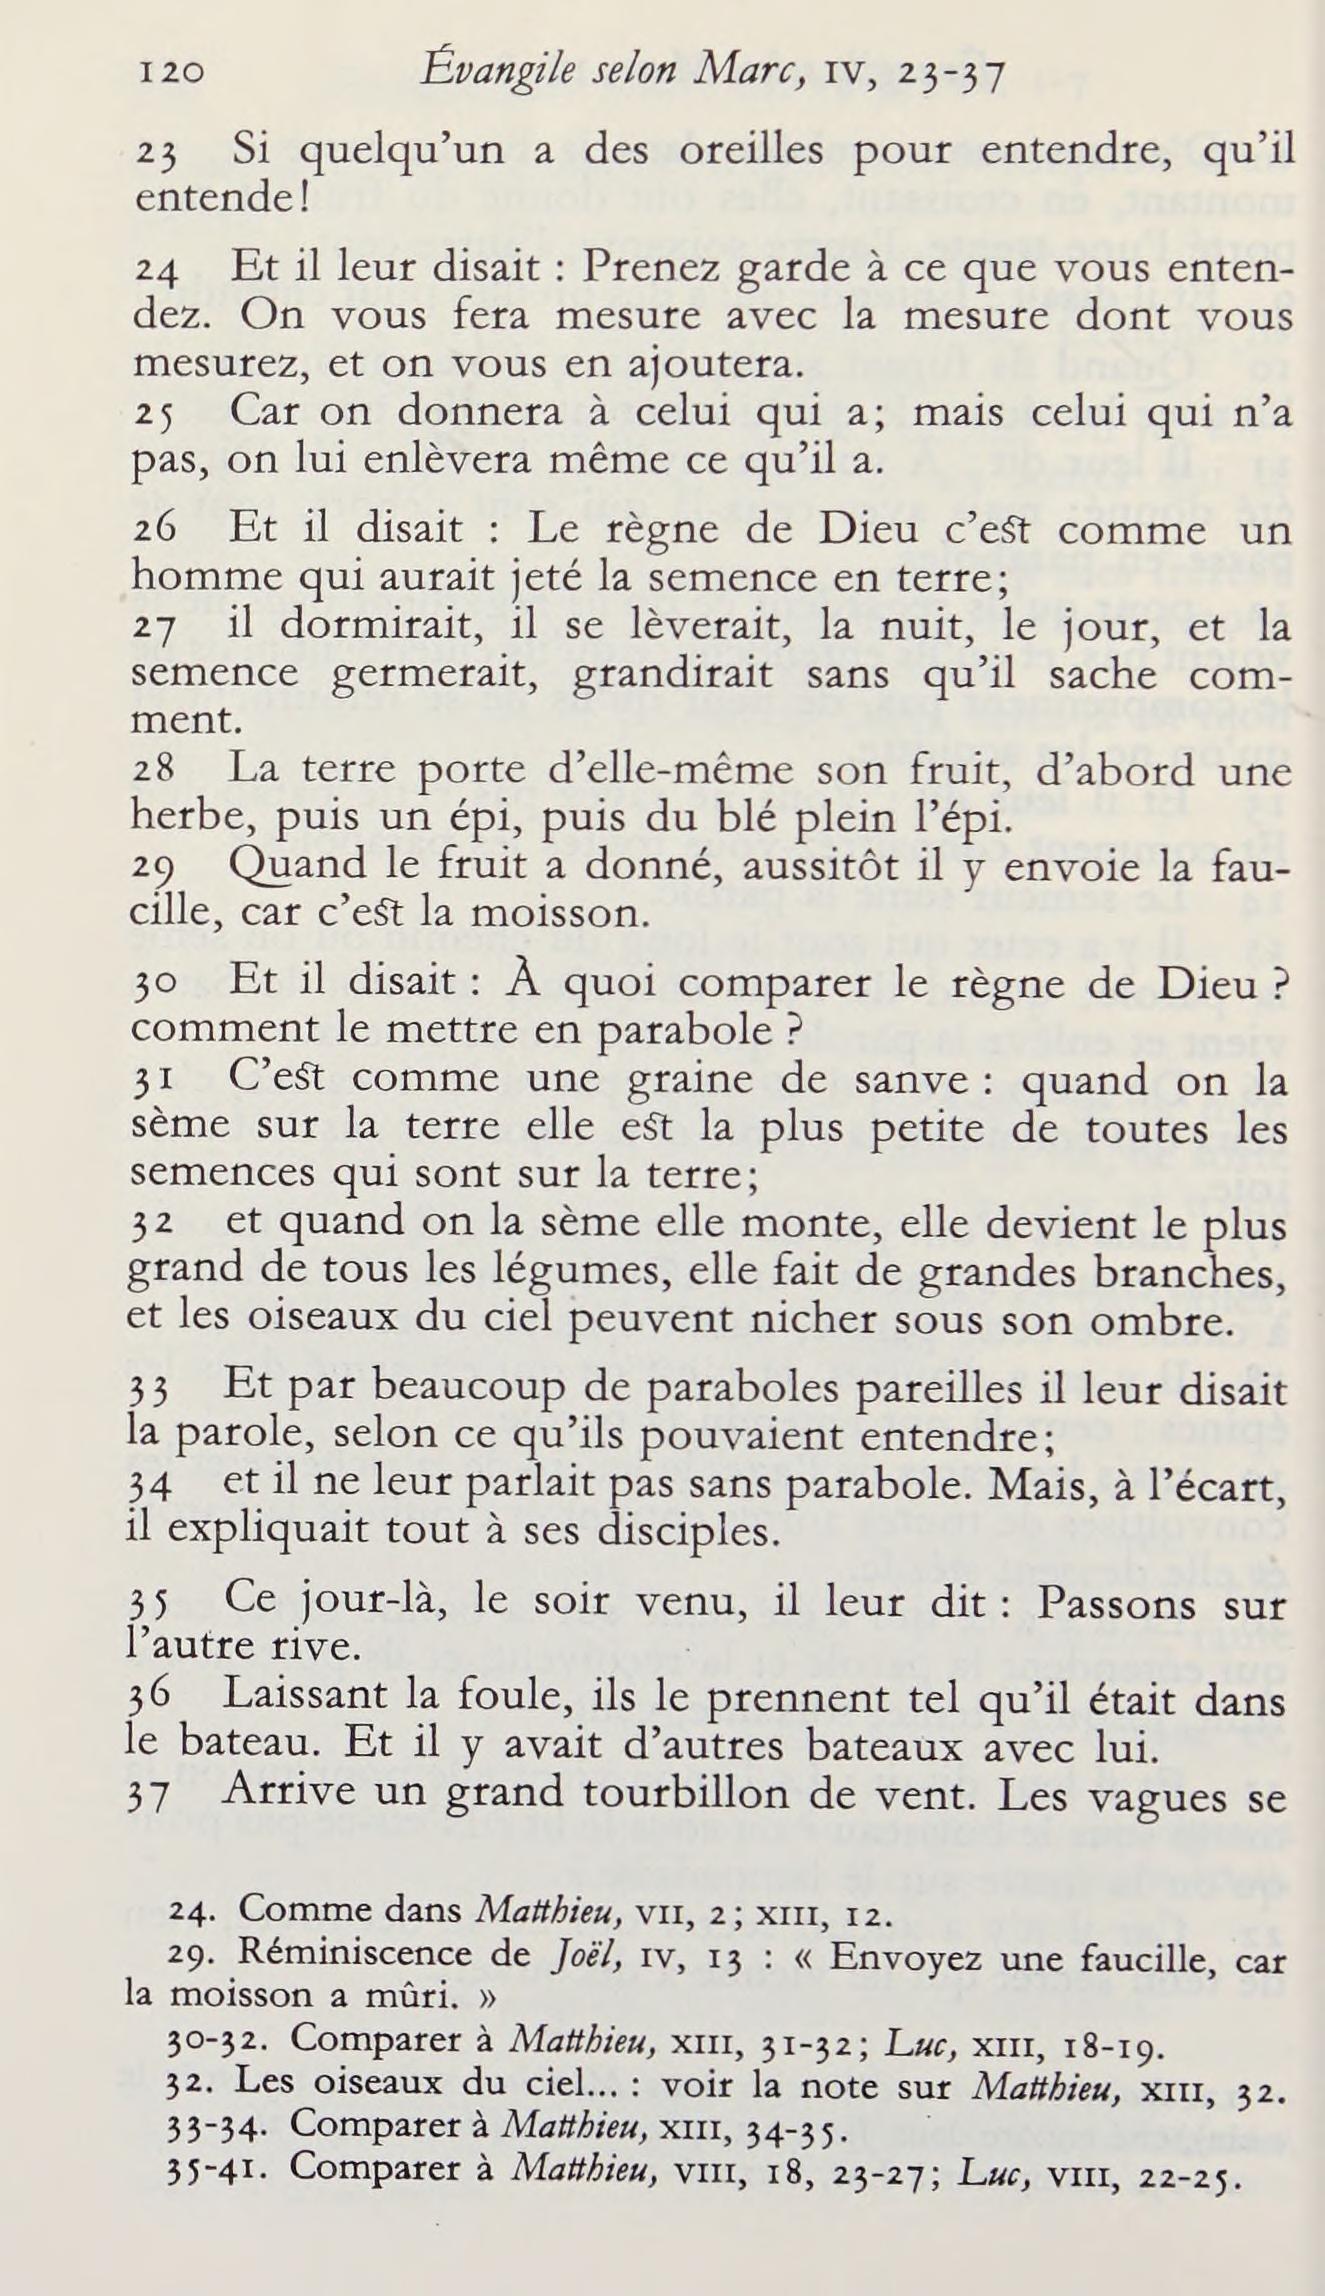 120 Évangile selon Marc, IV, 23-37
23 Si quelqu’un a des oreilles pour entendre, qu’il
entende !
24 Et il leur disait : Prenez garde à ce que vous enten-
dez. On vous fera mesure avec la mesure dont vous
mesurez, et on vous en ajoutera.
25 Car on donnera à celui qui a; mais celui qui n’a
pas, on lui enlèvera même ce qu’il a.
26 Et il disait : Le règne de Dieu c’est comme un
homme qui aurait jeté la semence en terre;
27 il dormirait, il se lèverait, la nuit, le jour, et la
semence germerait, grandirait sans qu’il sache com-
ment.
28 La terre porte d’elle-même son fruit, d’abord une
herbe, puis un épi, puis du blé plein l’épi.
29 Quand le fruit a donné, aussitôt il y envoie la fau-
cille, car c’est la moisson.
30 Et il disait : À quoi comparer le règne de Dieu ?
comment le mettre en parabole ?
31 C’est comme une graine de sanve : quand on la
sème sur la terre elle est la plus petite de toutes les
semences qui sont sur la terre;
32 et quand on la sème elle monte, elle devient le plus
grand de tous les légumes, elle fait de grandes branches,
et les oiseaux du ciel peuvent nicher sous son ombre.
33 Et par beaucoup de paraboles pareilles il leur disait
la parole, selon ce qu’ils pouvaient entendre;
34 et il ne leur parlait pas sans parabole. Mais, à l’écart,
il expliquait tout à ses disciples.
35 Ce jour-là, le soir venu, il leur dit : Passons sur
l’autre rive.
36 Laissant la foule, ils le prennent tel qu’il était dans
le bateau. Et il y avait d’autres bateaux avec lui.
37 Arrive un grand tourbillon de vent. Les vagues se
24. Comme dans Matthieu, VII, 2; XIII, 12.
29. Réminiscence de Joël, IV, 13 : « Envoyez une faucille, car
la moisson a mûri. »
30-32. Comparer à Matthieu, XIII, 31-32; Luc, XIII, 18-19.
32. Les oiseaux du ciel... : voir la note sur Matthieu, XIII, 32.
33-34. Comparer à Matthieu, XIII, 34-35.
35-41. Comparer à Matthieu, VIII, 18, 23-27; Luc, VIII, 22-25.